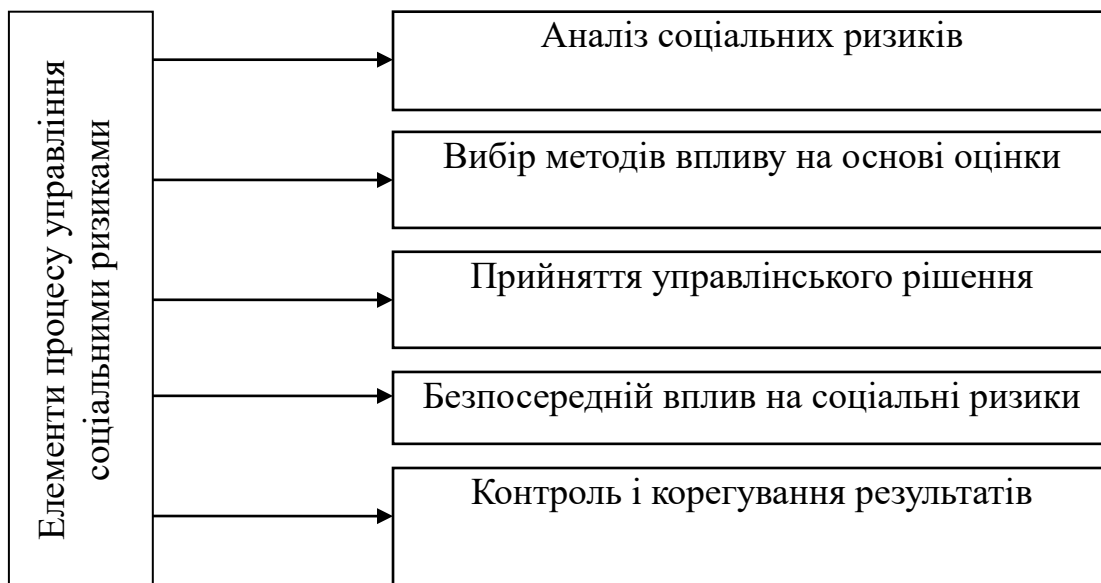 Елементи процесу управління
соціальними ризиками
Аналіз соціальних ризиків
Вибір методів впливу на основі оцінки
Прийняття управлінського рішення
Безпосередній вплив на соціальні ризики
Контроль і корегування результатів